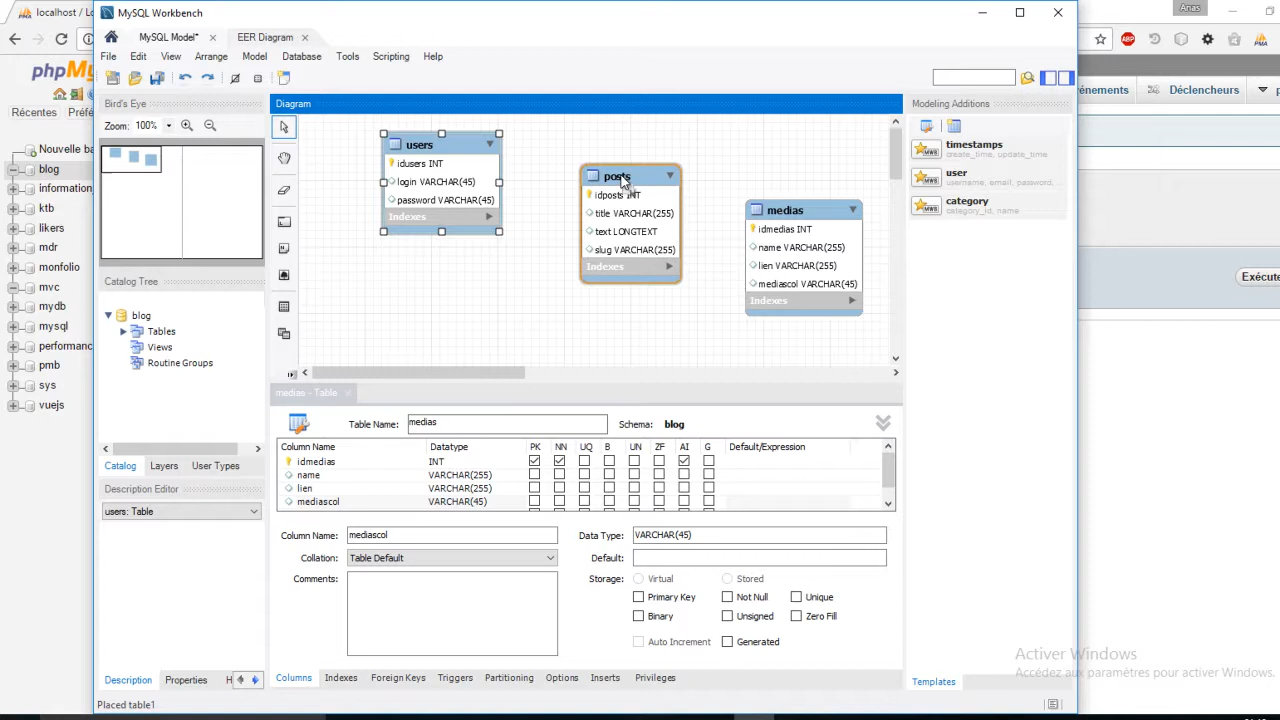 localhost / Lo
MySQL Workbench
Anas
MySQL Model*
EER Diagram
File Edit View Arrange Model Database Tools Scripting Help
phpMy
Récentes Préfé
Nouvelle ba
blog
information_
ktb
likers
mdr
monfolio
mvc
mydb
mysql
performance
pmb
sys
vuejs
Bird's Eye
Zoom: 100%
Catalog Tree
blog
Tables
Views
Routine Groups
Catalog Layers User Types
Description Editor
users: Table
Description Properties H
Placed table1
Diagram
users
idusers INT
login VARCHAR(45)
password VARCHAR(45)
Indexes
posts
idposts INT
title VARCHAR(255)
text LONGTEXT
slug VARCHAR(255)
Indexes
medias
idmedias INT
name VARCHAR(255)
lien VARCHAR(255)
mediascol VARCHAR(45)
Indexes
medias - Table
Table Name: medias Schema: blog
Column Name Datatype PK NN UQ B UN ZF AI G Default/Expression
idmedias INT
name VARCHAR(255)
lien VARCHAR(255)
mediascol VARCHAR(45)
Column Name: mediascol Data Type: VARCHAR(45)
Collation: Table Default Default:
Comments: Storage: Virtual Stored
Primary Key Not Null Unique
Binary Unsigned Zero Fill
Auto Increment Generated
Columns Indexes Foreign Keys Triggers Partitioning Options Inserts Privileges
Modeling Additions
timestamps
create_time, update_time
user
username, email, password,
category
category_id, name
Templates
ABP
PMA
énements Déclencheurs p
Exécute
Activer Windows
Accédez aux paramètres pour activer Windows.